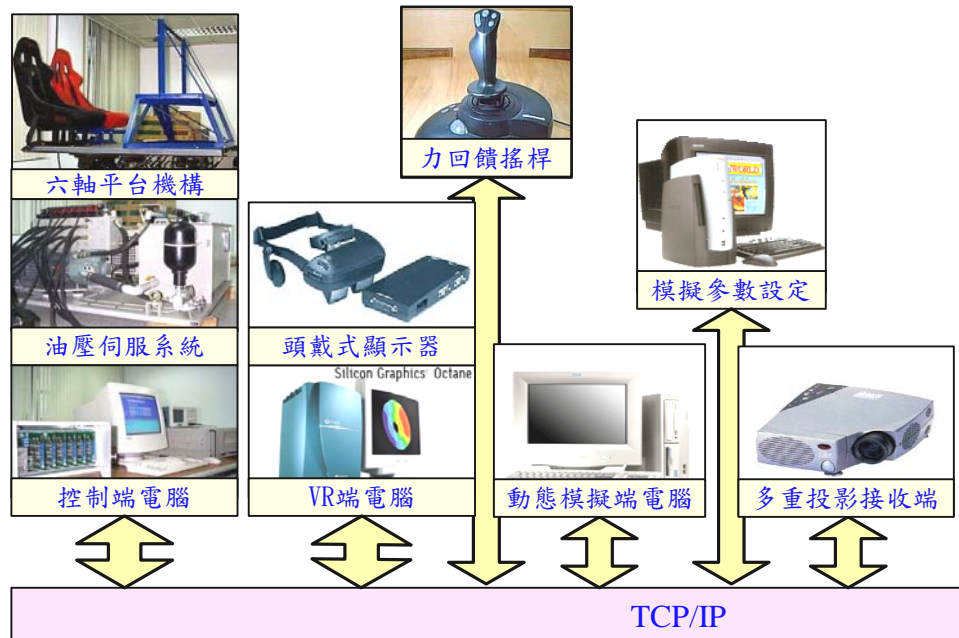 力回饋搖桿
六軸平台機構
模擬參數設定
油壓伺服系統
頭戴式顯示器
Silicon Graphics Octane
控制端電腦
VR端電腦
動態模擬端電腦
多重投影接收端
TCP/IP